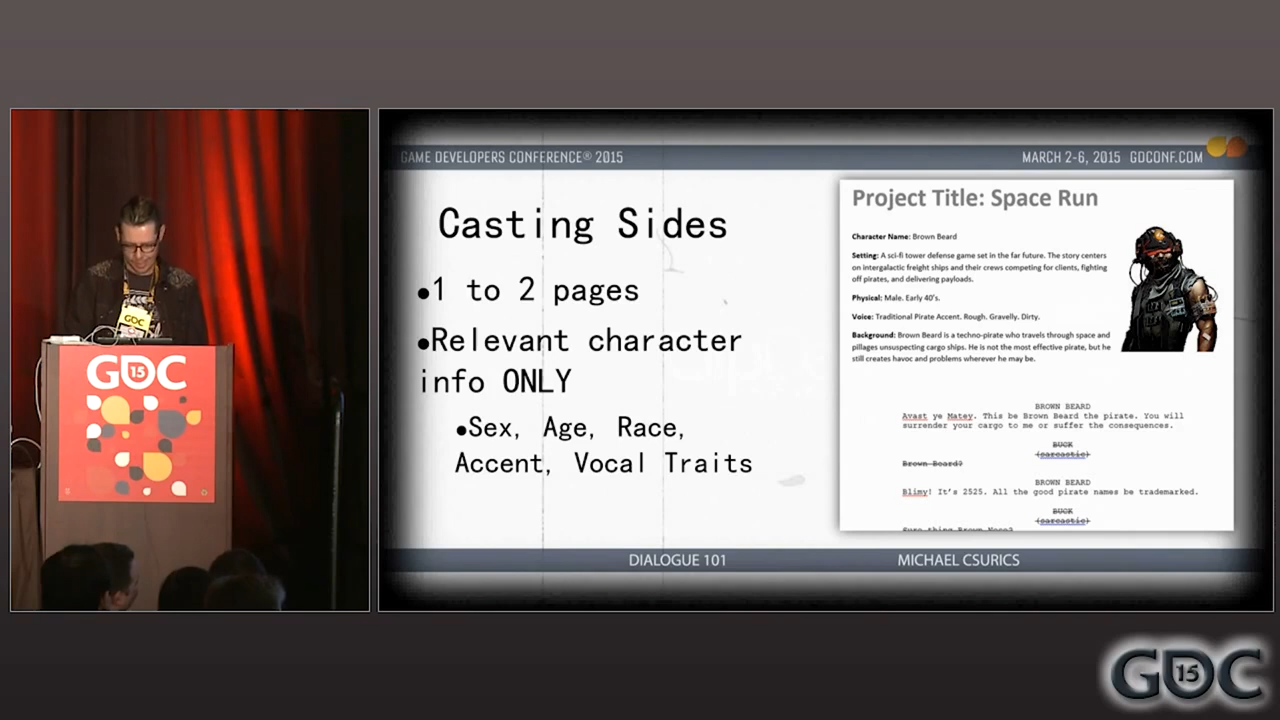 GAME DEVELOPERS CONFERENCE® 2015
MARCH 2-6, 2015 GDCONF.COM
Casting Sides
•1 to 2 pages
•Relevant character
info ONLY
•Sex, Age, Race,
Accent, Vocal Traits
Project Title: Space Run
Character Name: Brown Beard
Setting: A sci-fi tower defense game set in the far future. The story centers
on intergalactic freight ships and their crews competing for clients, fighting
off pirates, and delivering payloads.
Physical: Male. Early 40's.
Voice: Traditional Pirate Accent. Rough. Gravelly. Dirty.
Background: Brown Beard is a techno-pirate who travels through space and
pillages unsuspecting cargo ships. He is not the most effective pirate, but he
still creates havoc and problems wherever he may be.
BROWN BEARD
Avast ye Matey. This be Brown Beard the pirate. You will
surrender your cargo to me or suffer the consequences.
BUCK
(sarcastic)
Brown Beard?
BROWN BEARD
Blimy! It's 2525. All the good pirate names be trademarked.
BUCK
(sarcastic)
Sure thing Brown Nose?
DIALOGUE 101
MICHAEL CSURICS
GDC
GDC
15
GDC
15